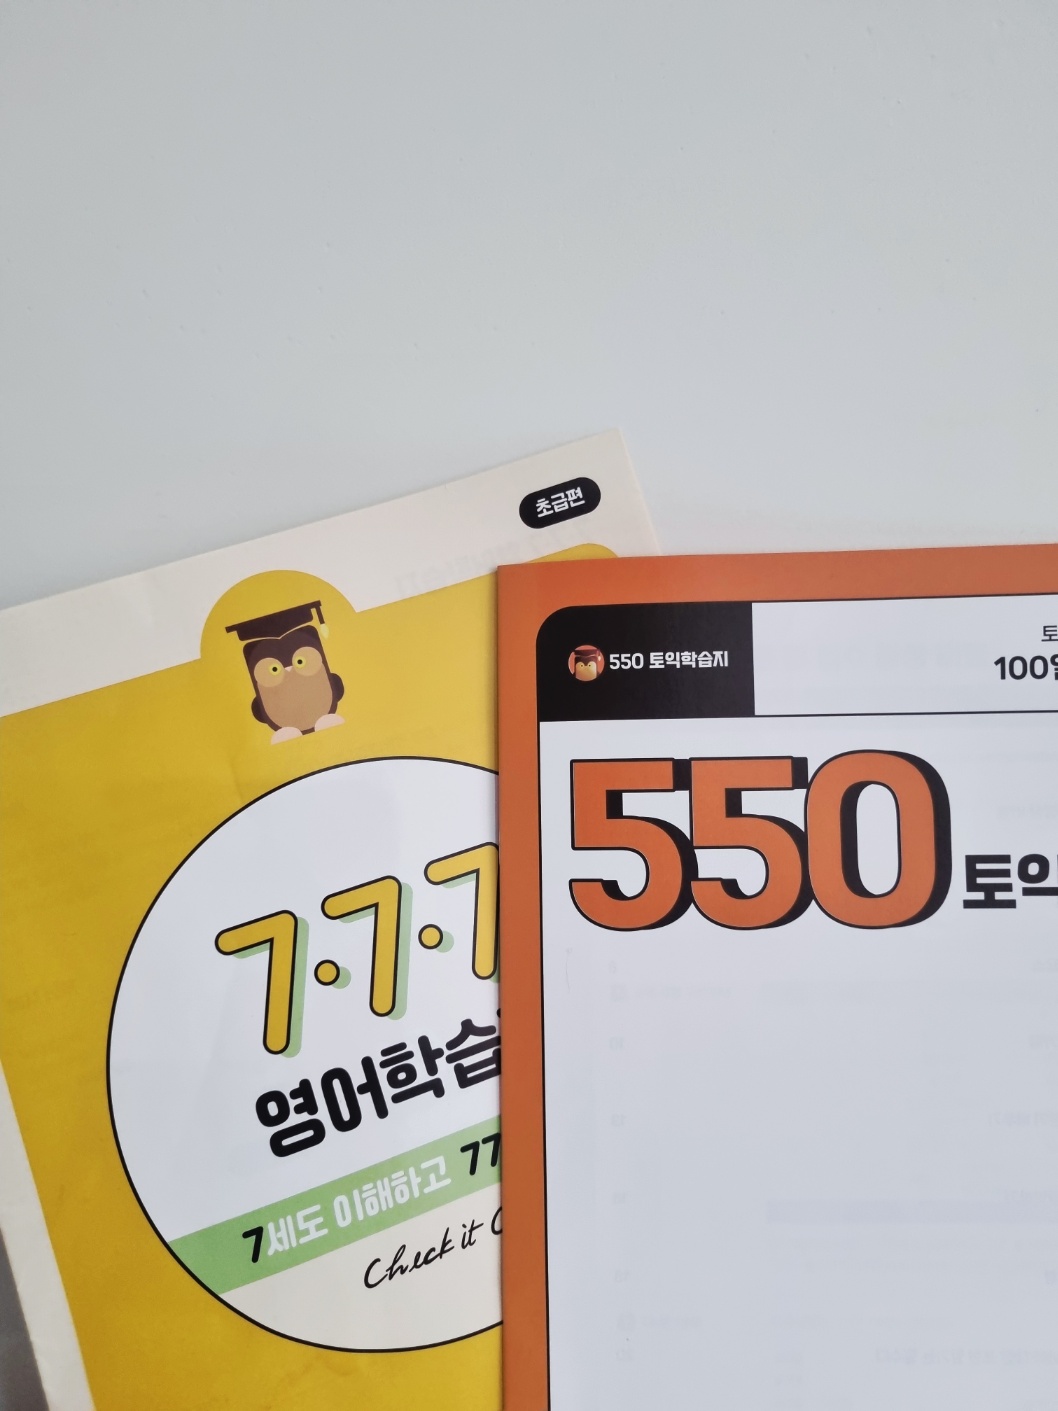 초급편
7·7·7
영어학습
7세도 이해하고 77
Check it
550 토익학습지
토
100일
550 토익